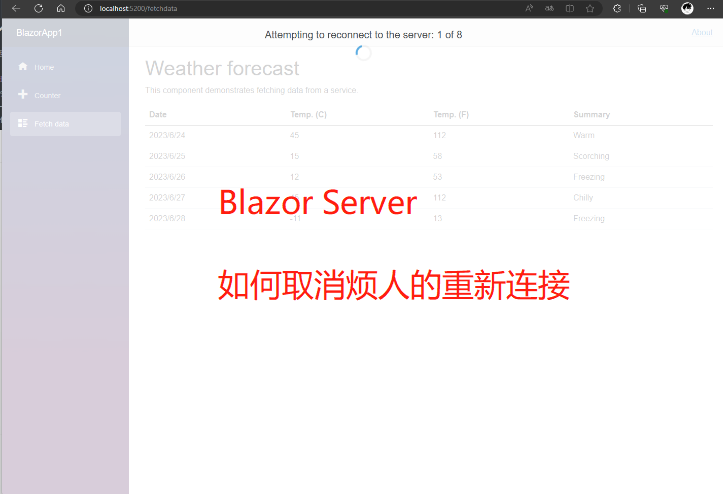 localhost:5200/fetchdata
BlazorApp1
Attempting to reconnect to the server: 1 of 8
About
Home
Counter
Fetch data
Weather forecast
This component demonstrates fetching data from a service.
Date Temp. (C) Temp. (F) Summary
2023/6/24 45 112 Warm
2023/6/25 15 58 Scorching
2023/6/26 12 53 Freezing
2023/6/27 112 Chilly
2023/6/28 -11 13 Freezing
Blazor Server
如何取消烦人的重新连接